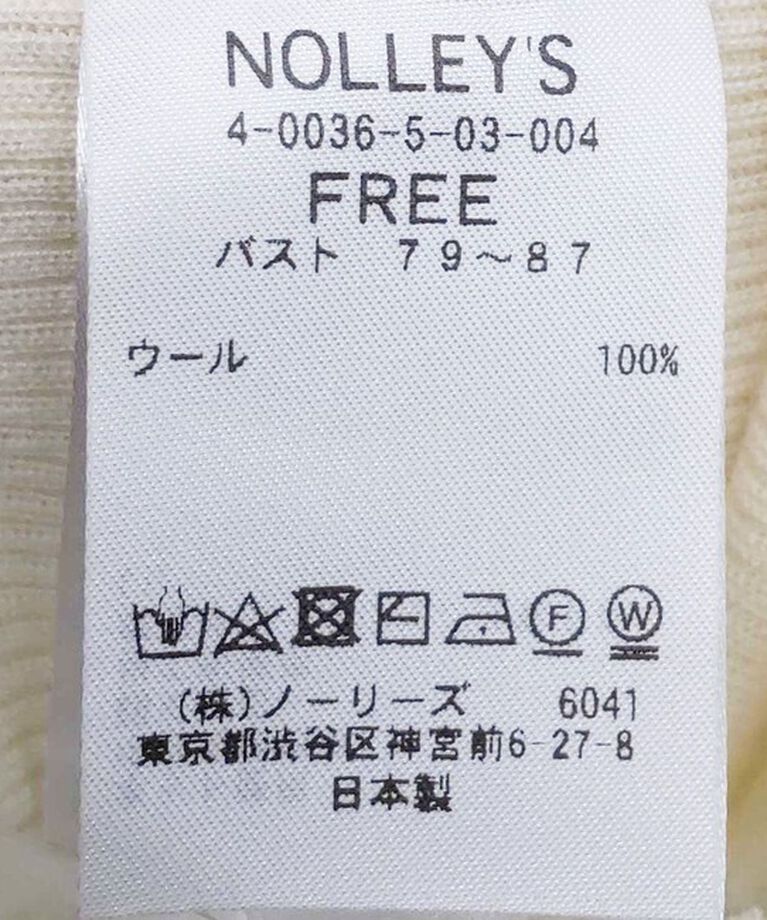 NOLLEY'S
4-0036-5-03-004
FREE
バスト　79～87
ウール 100%
F W
(株)ノーリーズ 6041
東京都渋谷区神宮前6-27-8
日本製